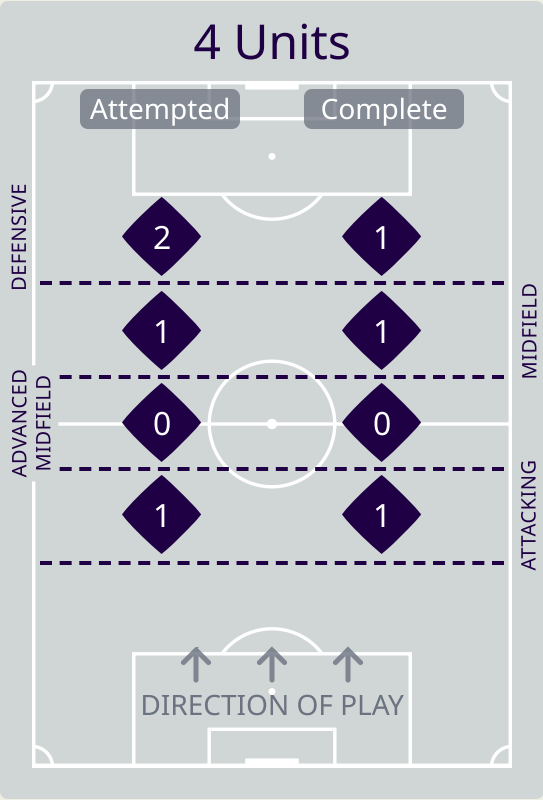 4 Units
Attempted Complete
DEFENSIVE
2 1
MIDFIELD
1 1
ADVANCED
MIDFIELD
0 0
ATTACKING
1 1
DIRECTION OF PLAY